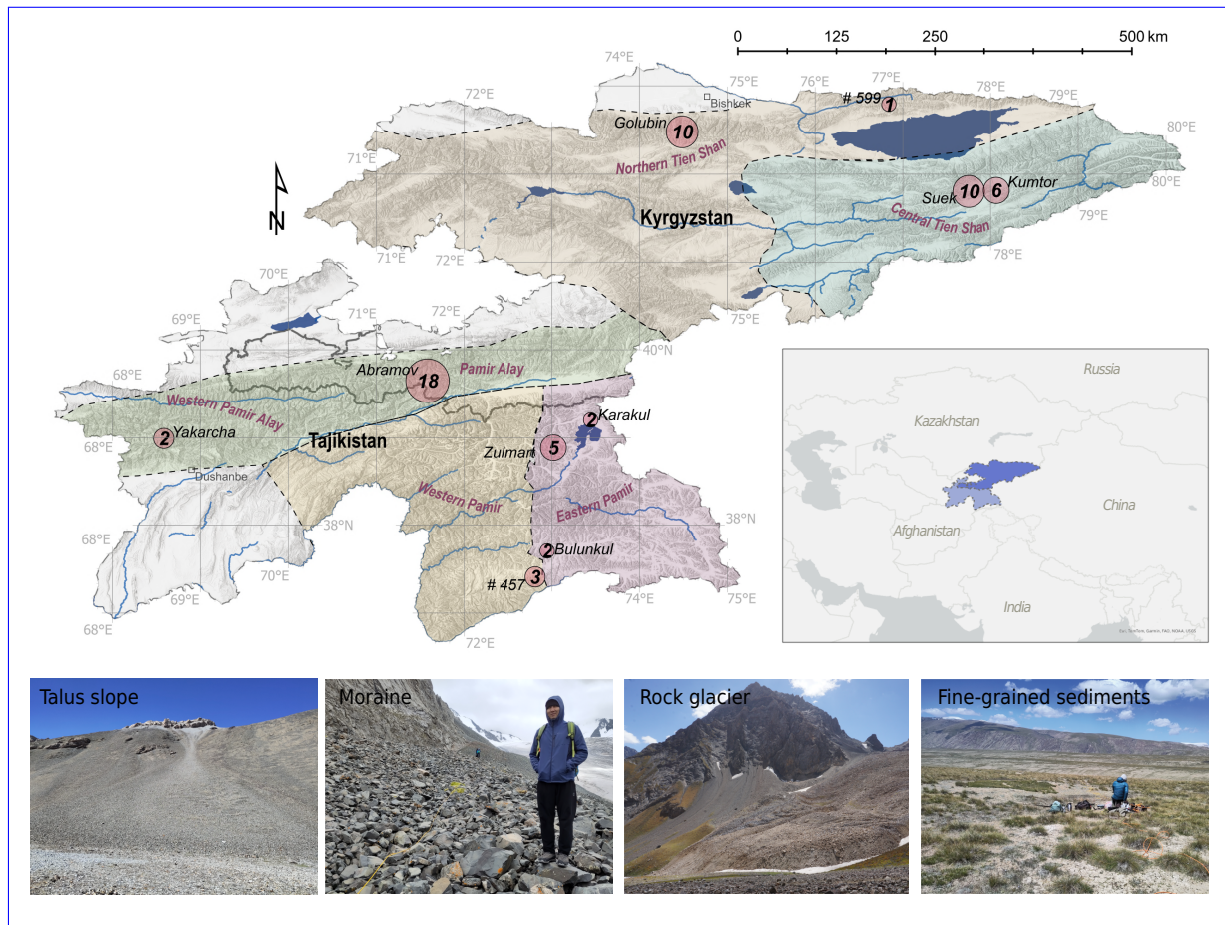 0 125 250 500 km
74°E
75°E
76°E
77°E
78°E
79°E
80°E
72°E
Bishkek
# 599
1
Golubin
10
Northern Tien Shan
71°E
80°E
Suek
10
6
Kumtor
Central Tien Shan
79°E
N
Kyrgyzstan
71°E
72°E
78°E
70°E
69°E
71°E
72°E
75°E
40°N
68°E
Abramov
18
Pamir Alay
Western Pamir Alay
2
Yakarcha
68°E
Tajikistan
2
Karakul
Zuimari
5
Dushanbe
Western Pamir
Eastern Pamir
38°N
38°N
68°E
70°E
2
Bulunkul
# 457
3
69°E
74°E
75°E
68°E
72°E
Russia
Kazakhstan
China
Afghanistan
India
Talus slope
Moraine
Rock glacier
Fine-grained sediments